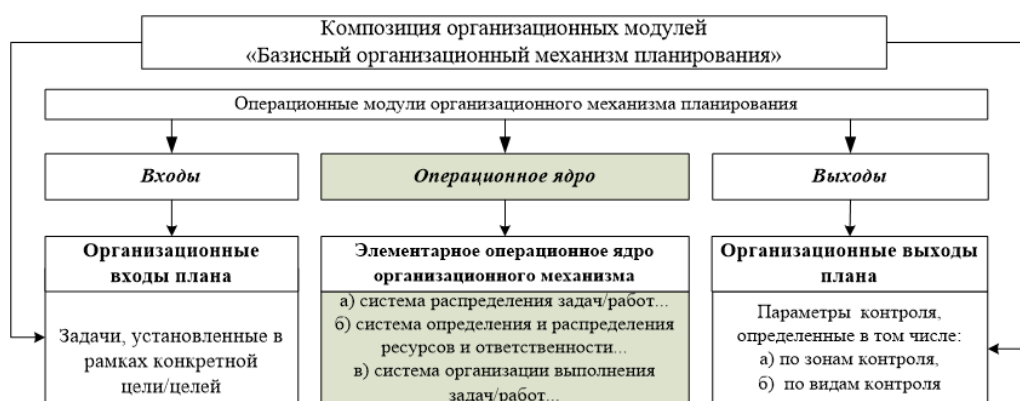 Композиция организационных модулей
«Базисный организационный механизм планирования»
Операционные модули организационного механизма планирования
Входы
Операционное ядро
Выходы
Организационные
входы плана
Элементарное операционное ядро
организационного механизма
Организационные выходы
плана
Задачи, установленные в
рамках конкретной
цели/целей
а) система распределения задач/работ...
б) система определения и распределения
ресурсов и ответственности...
в) система организации выполнения
задач/работ...
Параметры контроля,
определенные в том числе:
а) по зонам контроля,
б) по видам контроля